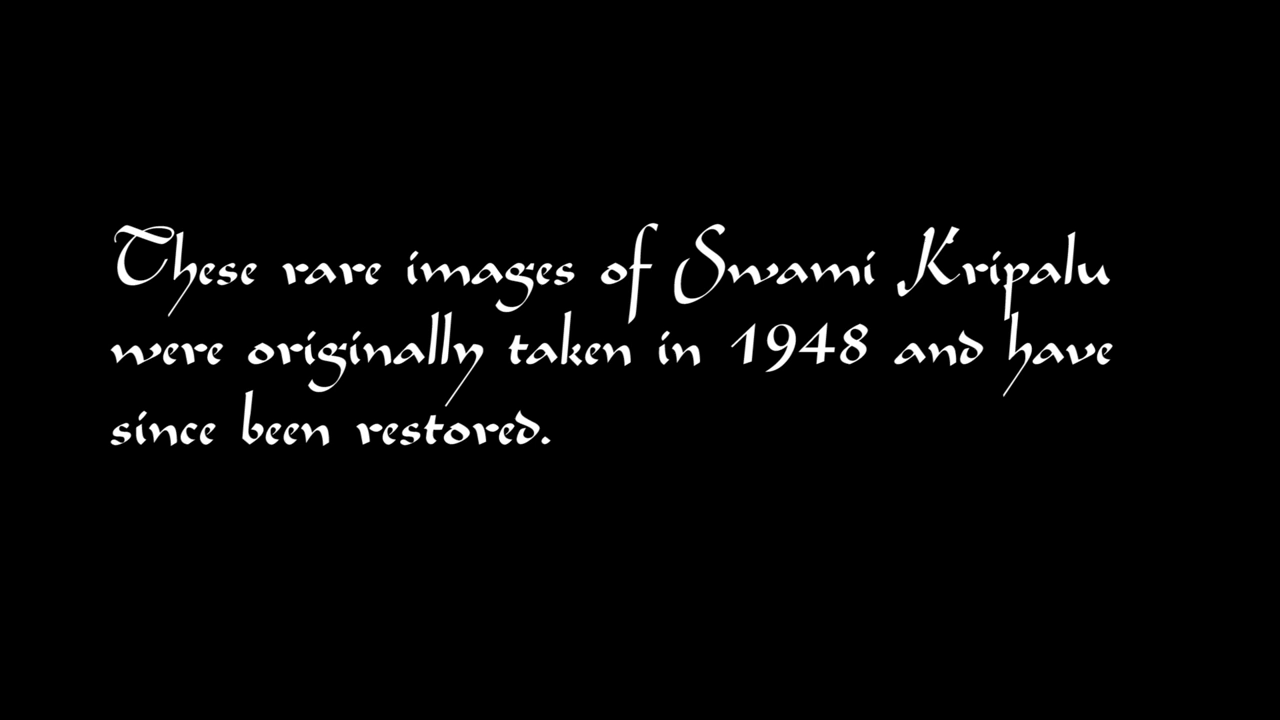 These rare images of Swami Kripalu
were originally taken in 1948 and have
since been restored.